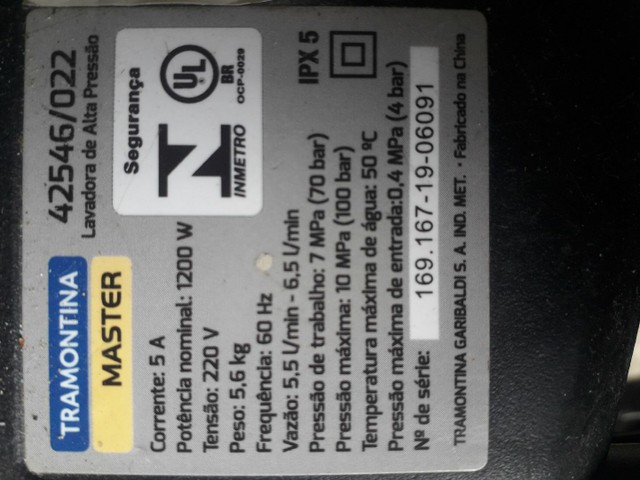 TRAMONTINA
MASTER
42546/022
Lavadora de Alta Pressão
Segurança
INMETRO
UL
BR
OCP-0029
Corrente: 5 A
Potência nominal: 1200 W
Tensão: 220 V
Peso: 5,6 kg
Frequência: 60 Hz
Vazão: 5,5 l/min - 6,5 l/min
Pressão de trabalho: 7 MPa (70 bar)
Pressão máxima: 10 MPa (100 bar)
Temperatura máxima de água: 50 ºC
Pressão máxima de entrada:0,4 MPa (4 bar)
IPX 5
Nº de série: 169.167-19-06091
TRAMONTINA GARIBALDI S. A. IND. MET. · Fabricado na China